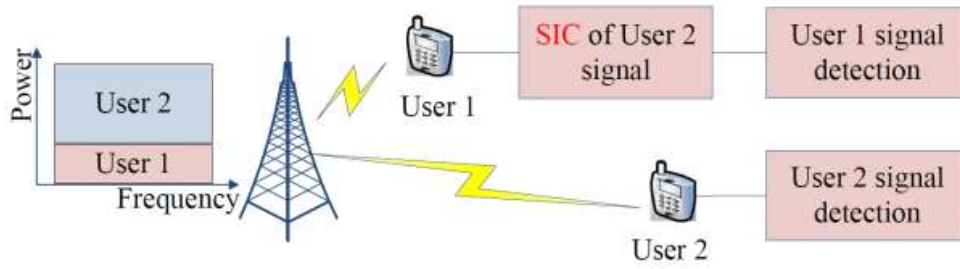 Power
User 2
User 1
Frequency
User 1
SIC of User 2
signal
User 1 signal
detection
User 2
User 2 signal
detection